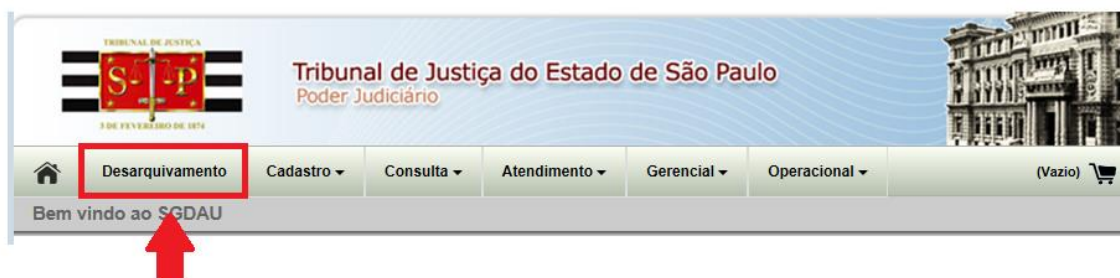 TRIBUNAL DE JUSTIÇA
S P
3 DE FEVEREIRO DE 1874
Tribunal de Justiça do Estado de São Paulo
Poder Judiciário
Desarquivamento Cadastro Consulta Atendimento Gerencial Operacional (Vazio)
Bem vindo ao SGDAU